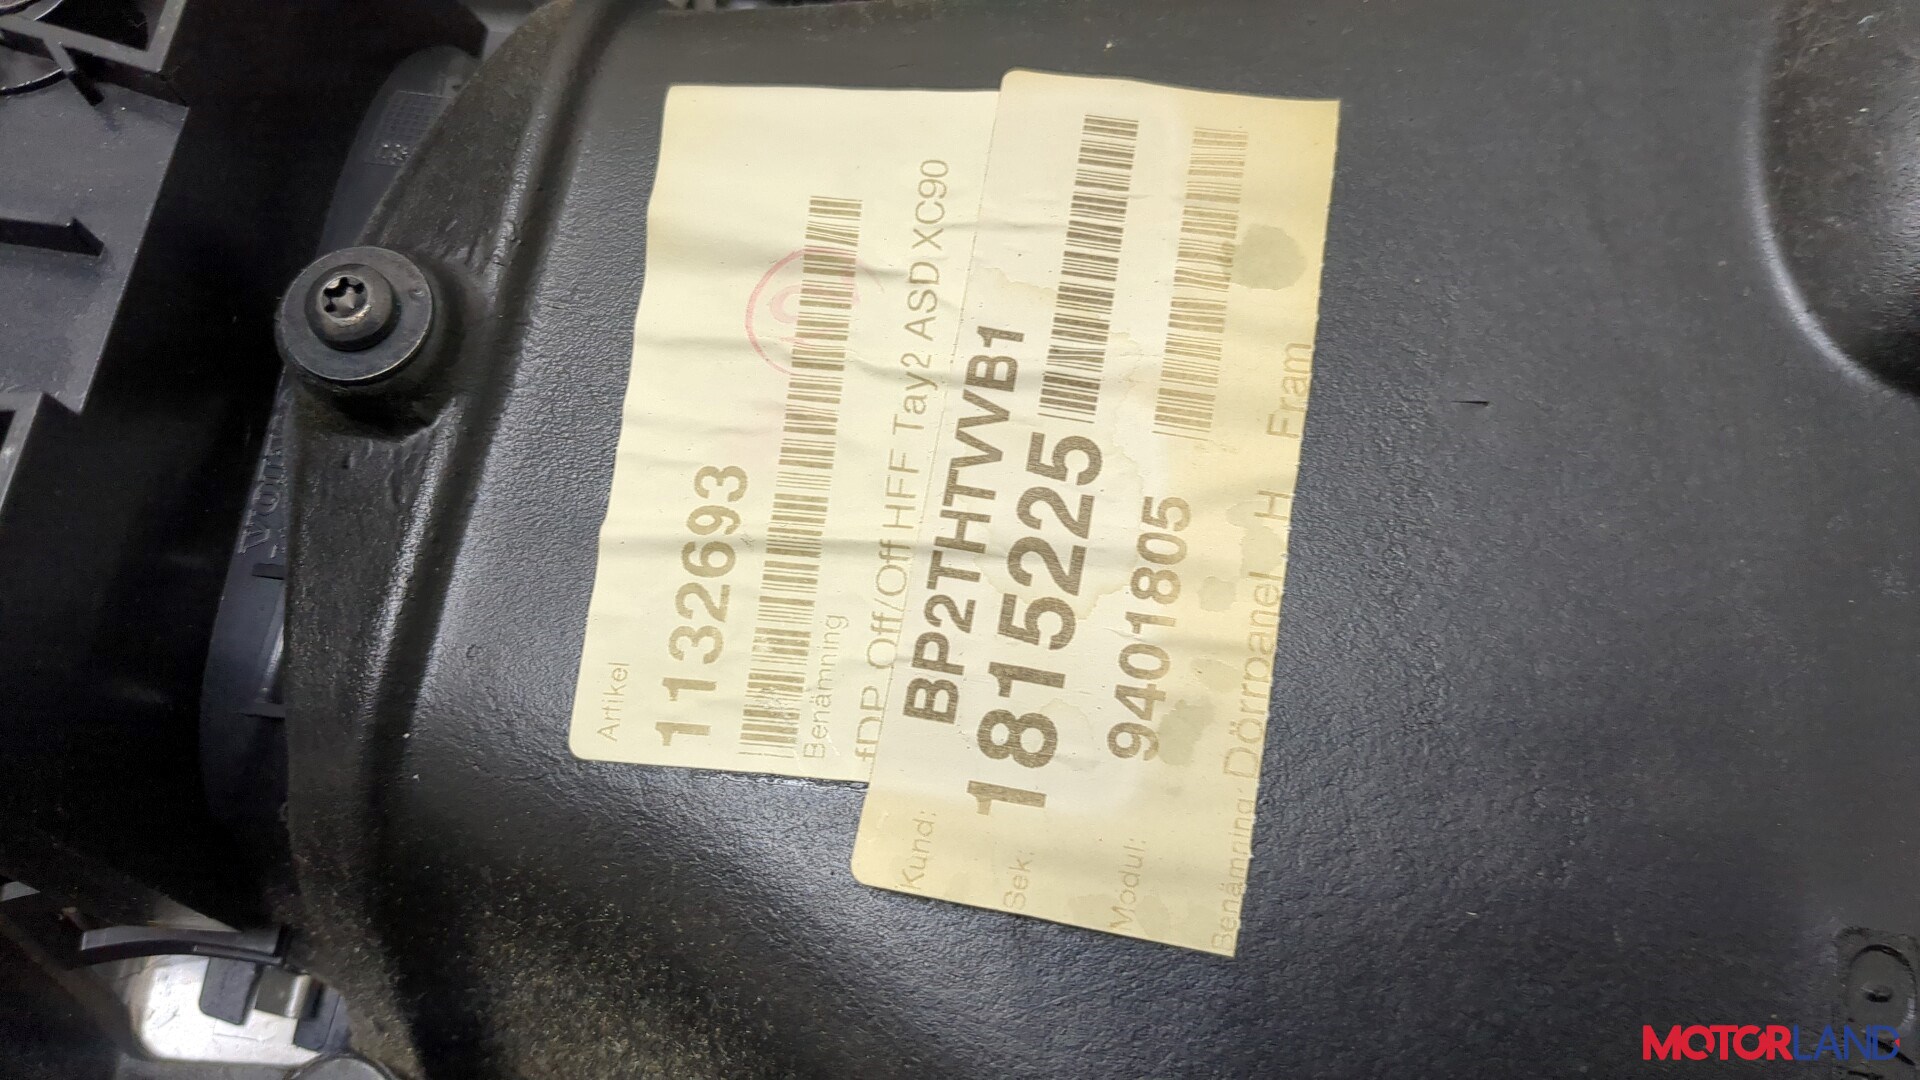 Artikel
1132693
Benämning
fDP Off/Off HFF Tay2 ASD XC90
Kund: BP2THTVVB1
Sek: 1815225
Modul: 9401805
Benämning: Dörrpanel H Fram
MOTORLAND